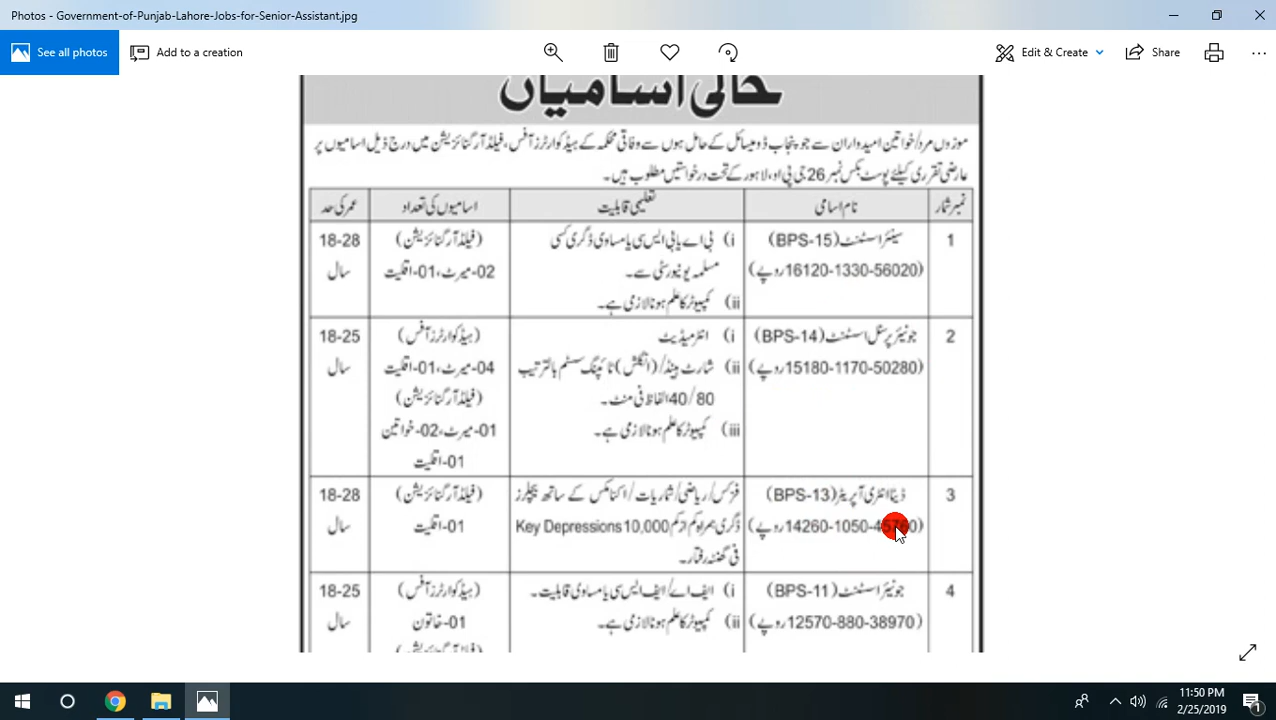 Photos - Government-of-Punjab-Lahore-Jobs-for-Senior-Assistant.jpg
See all photos
Add to a creation
Edit & Create
Share
خالی اسامیاں
موزوں مرد/خواتین امیدواران سے جو پنجاب ڈومیسائل کے حامل ہوں سے وفاقی محکمہ کے ہیڈکوارٹرز آفس، فیلڈ آرگنائزیشن میں درج ذیل اسامیوں پر
عارضی تقرری کیلئے پوسٹ بکس نمبر 26 جی پی او، لاہور کے تحت درخواستیں مطلوب ہیں۔
نمبر شمار نام اسامی تعلیمی قابلیت اسامیوں کی تعداد عمر کی حد
1
سینئر اسسٹنٹ (BPS-15)
(16120-1330-56020 روپے)
i) بی اے یا بی ایس سی یا مساوی ڈگری کسی
مسلمہ یونیورسٹی سے۔
ii) کمپیوٹر کا علم ہونا لازمی ہے۔
(فیلڈ آرگنائزیشن)
02-میرٹ، 01-اقلیت
18-28
سال
2
جونیئر پرسنل اسسٹنٹ (BPS-14)
(15180-1170-50280 روپے)
i) انٹرمیڈیٹ
ii) شارٹ ہینڈ/(انگلش) ٹائپنگ سسٹم بالترتیب
40/80 الفاظ فی منٹ۔
iii) کمپیوٹر کا علم ہونا لازمی ہے۔
(ہیڈکوارٹرز آفس)
04-میرٹ، 01-اقلیت
(فیلڈ آرگنائزیشن)
01-میرٹ، 02-خواتین
01-اقلیت
18-25
سال
3
ڈیٹا انٹری آپریٹر (BPS-13)
(14260-1050-45760 روپے)
فزکس/ریاضی/شماریات/اکنامکس کے ساتھ بیچلرز
ڈگری ہمراہ کم از کم 10,000 Key Depressions
فی گھنٹہ رفتار۔
(فیلڈ آرگنائزیشن)
01-اقلیت
18-28
سال
4
جونیئر اسسٹنٹ (BPS-11)
(12570-880-38970 روپے)
i) ایف اے/ایف ایس سی یا مساوی قابلیت۔
ii) کمپیوٹر کا علم ہونا لازمی ہے۔
(ہیڈکوارٹرز آفس)
01-خاتون
18-25
سال
11:50 PM
2/25/2019
1